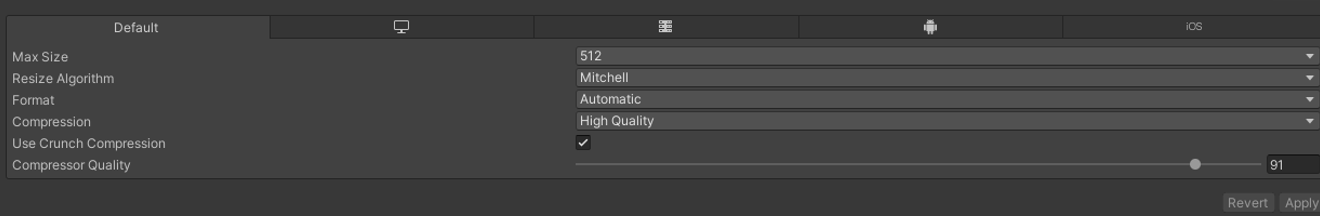 Default iOS
Max Size 512
Resize Algorithm Mitchell
Format Automatic
Compression High Quality
Use Crunch Compression
Compressor Quality 91
Revert Apply